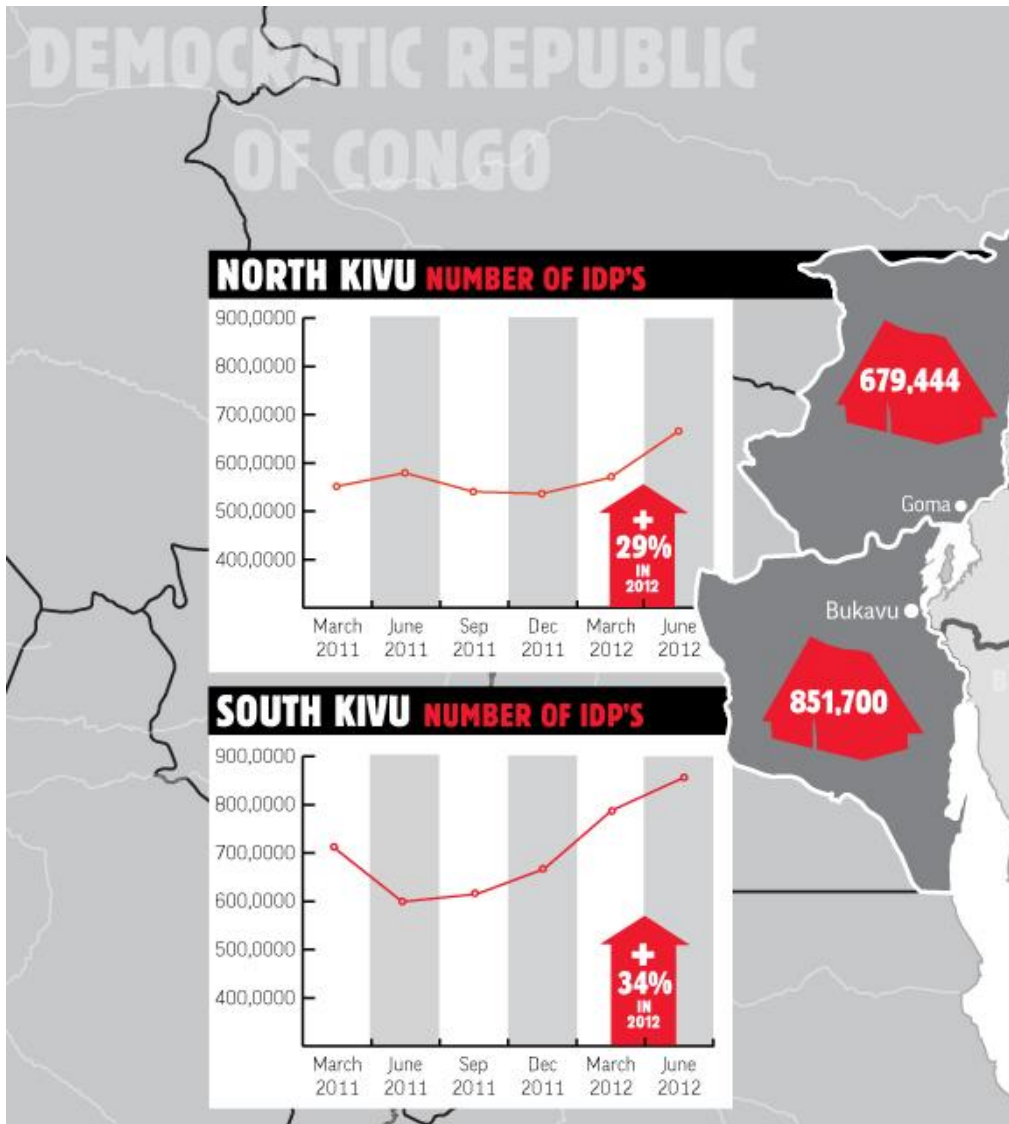 DEMOCRATIC REPUBLIC
OF CONGO
NORTH KIVU NUMBER OF IDP'S
900,0000
800,0000
700,0000
600,0000
500,0000
400,0000
+
29%
IN
2012
March
2011
June
2011
Sep
2011
Dec
2011
March
2012
June
2012
679,444
Goma
Bukavu
851,700
B
SOUTH KIVU NUMBER OF IDP'S
900,0000
800,0000
700,0000
600,0000
500,0000
400,0000
+
34%
IN
2012
March
2011
June
2011
Sep
2011
Dec
2011
March
2012
June
2012